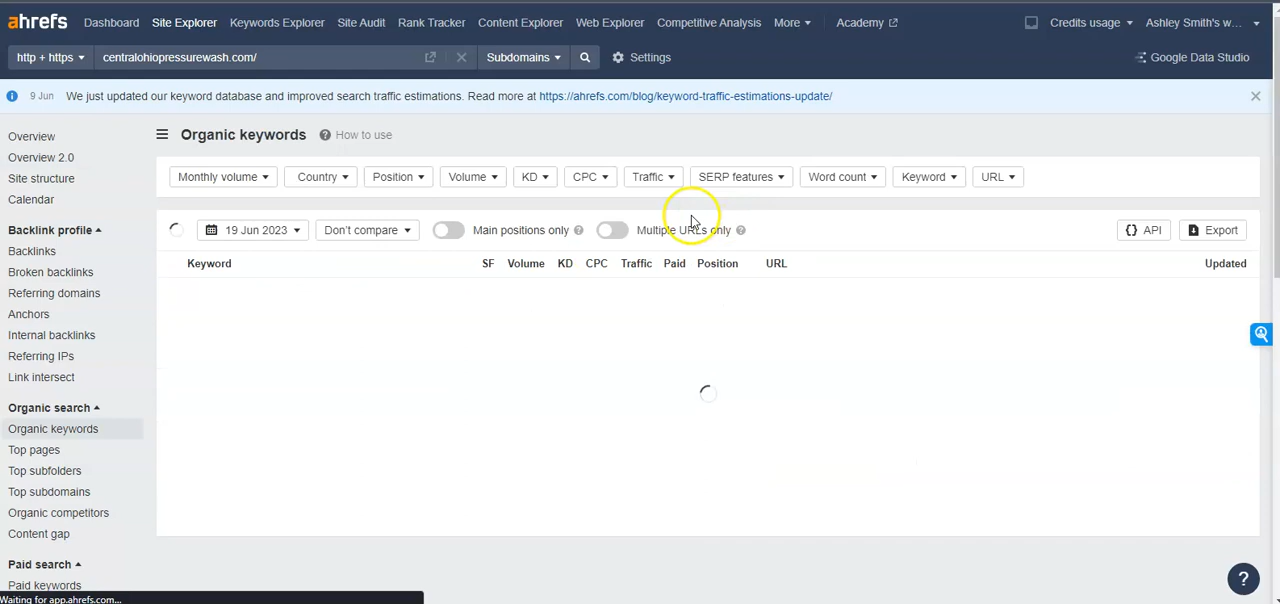 ahrefs Dashboard Site Explorer Keywords Explorer Site Audit Rank Tracker Content Explorer Web Explorer Competitive Analysis More Academy Credits usage Ashley Smith's w...
http + https centralohiopressurewash.com/ Subdomains Settings Google Data Studio
9 Jun We just updated our keyword database and improved search traffic estimations. Read more at https://ahrefs.com/blog/keyword-traffic-estimations-update/
Overview
Overview 2.0
Site structure
Calendar
Backlink profile
Backlinks
Broken backlinks
Referring domains
Anchors
Internal backlinks
Referring IPs
Link intersect
Organic search
Organic keywords
Top pages
Top subfolders
Top subdomains
Organic competitors
Content gap
Paid search
Paid keywords
Organic keywords ? How to use
Monthly volume Country Position Volume KD CPC Traffic SERP features Word count Keyword URL
19 Jun 2023 Don't compare Main positions only ? Multiple URLs only ? {} API Export
Keyword SF Volume KD CPC Traffic Paid Position URL Updated
?
Waiting for app.ahrefs.com...